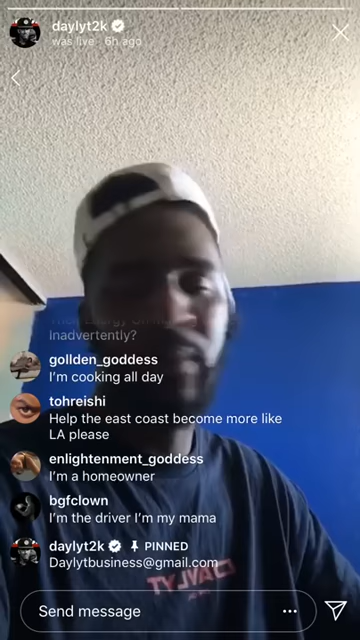 daylyt2k
was live · 6h ago
Inadvertently?
gollden_goddess
I'm cooking all day
tohreishi
Help the east coast become more like
LA please
enlightenment_goddess
I'm a homeowner
bgfclown
I'm the driver I'm my mama
daylyt2k PINNED
Daylytbusiness@gmail.com
Send message